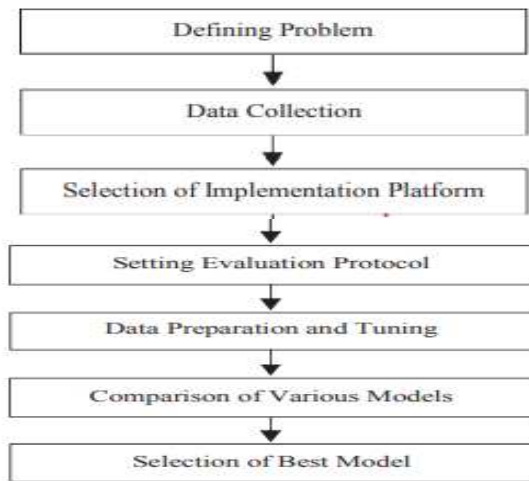 Defining Problem
Data Collection
Selection of Implementation Platform
Setting Evaluation Protocol
Data Preparation and Tuning
Comparison of Various Models
Selection of Best Model